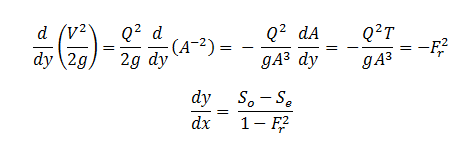 d/dy (V²/2g) = Q²/2g d/dy (A⁻²) = − Q²/gA³ dA/dy = − Q²T/gA³ = −F_r²
dy/dx = (S_o − S_e)/(1 − F_r²)